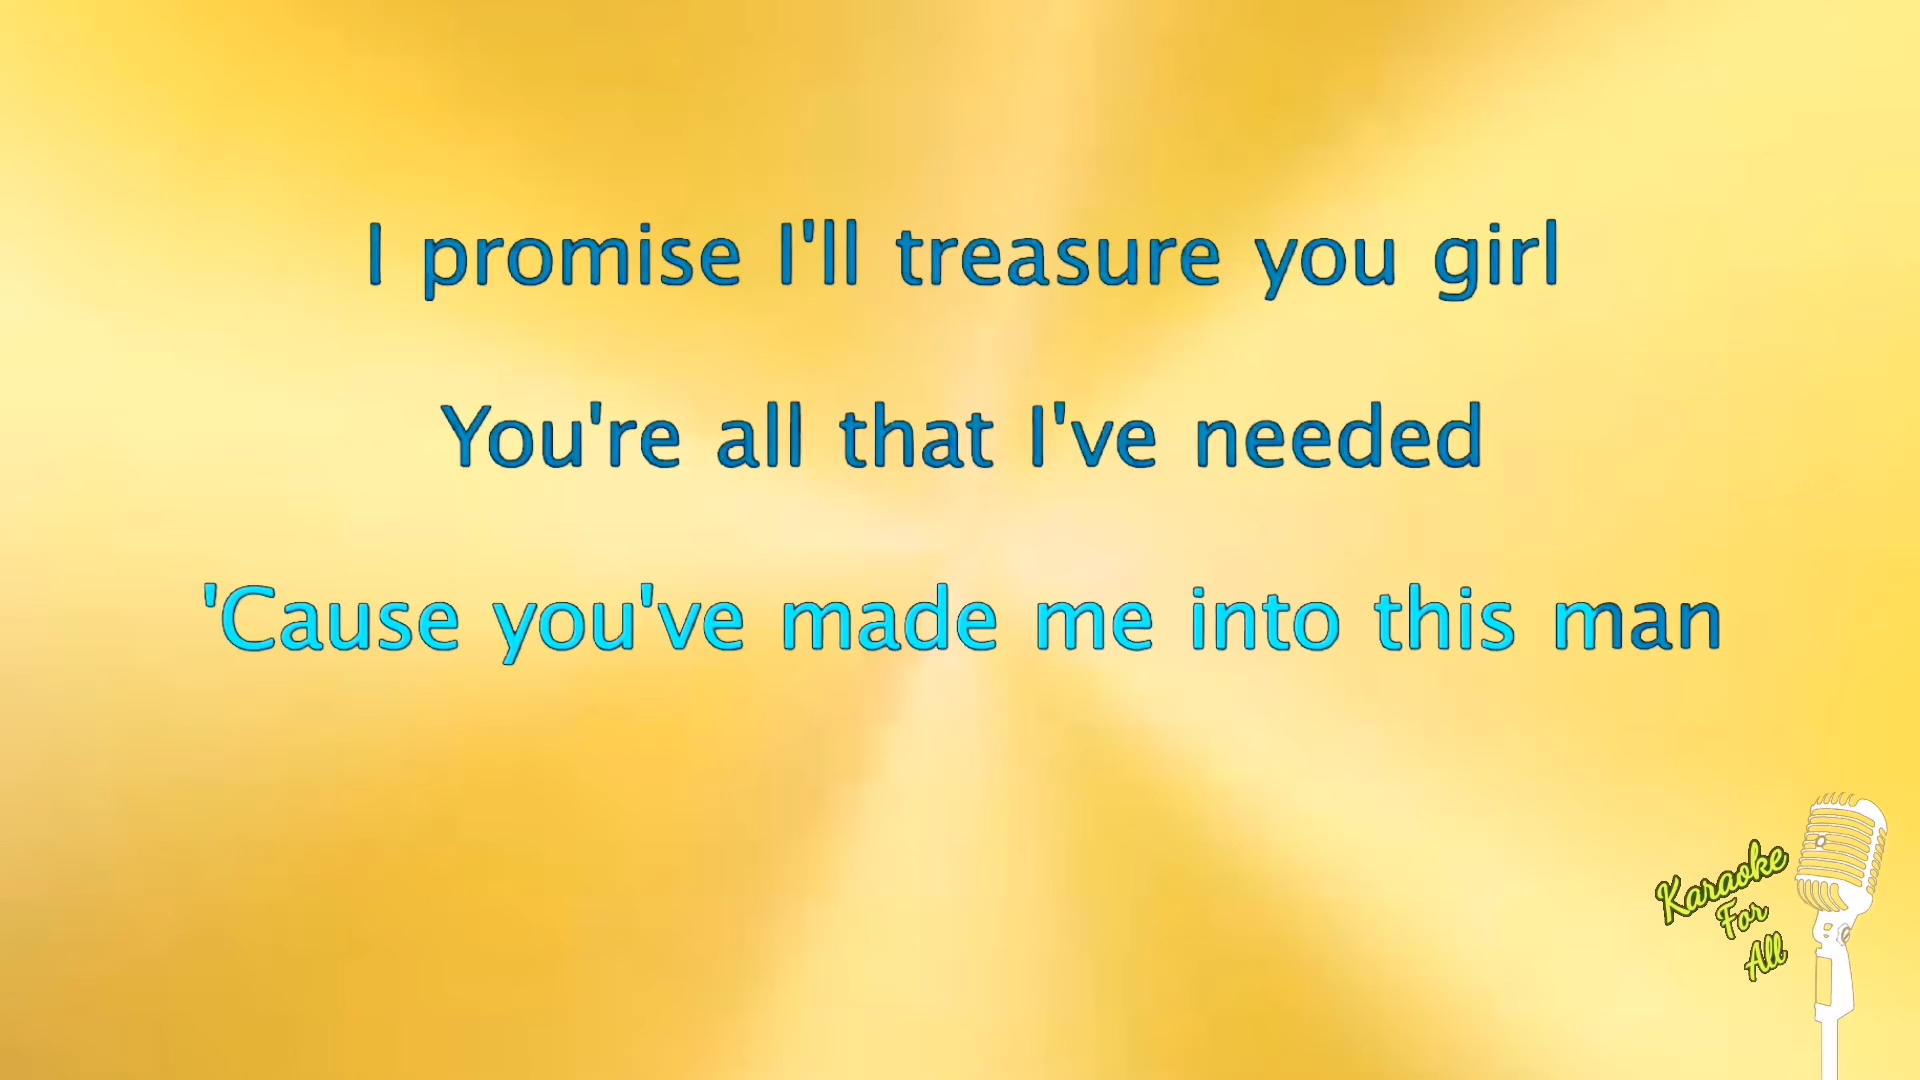 I promise I'll treasure you girl
You're all that I've needed
'Cause you've made me into this man
Karaoke
For
All